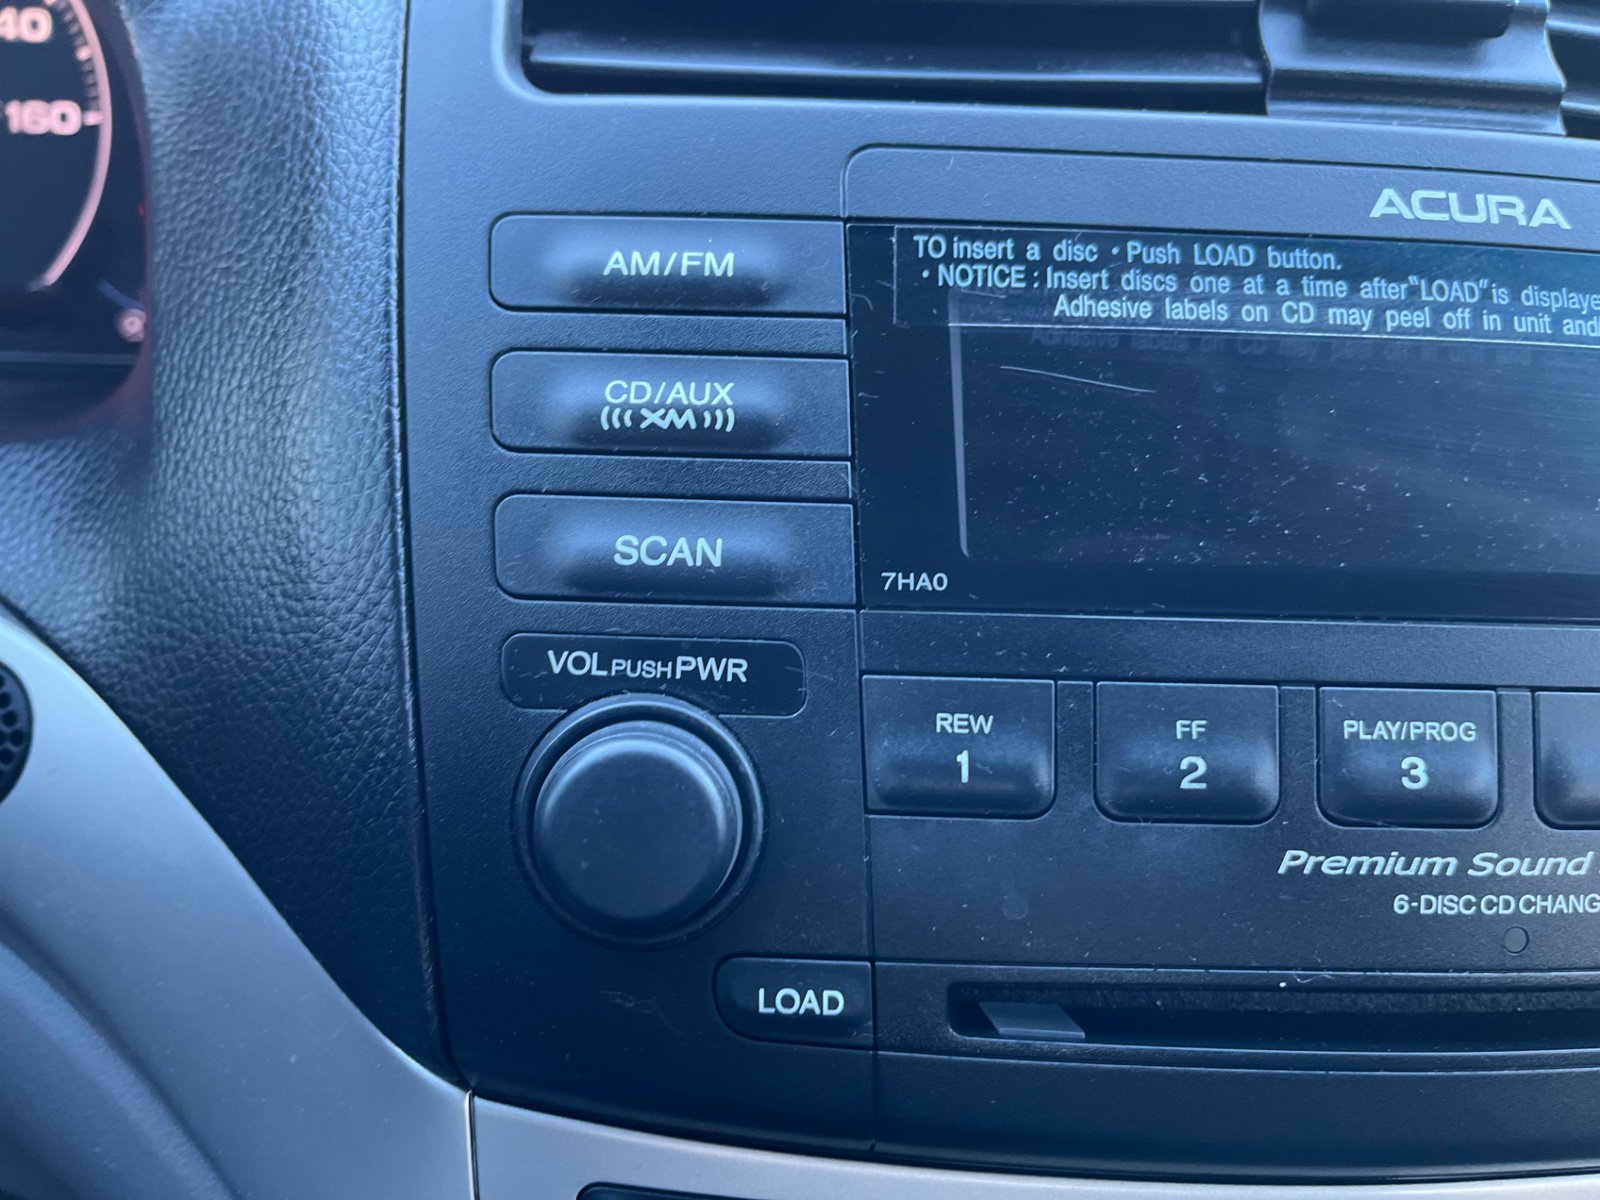 160
ACURA
AM/FM
TO insert a disc • Push LOAD button.
• NOTICE : Insert discs one at a time after "LOAD" is displaye
Adhesive labels on CD may peel off in unit and
CD/AUX
(((XM)))
SCAN
7HA0
VOL PUSH PWR
REW
1
FF
2
PLAY/PROG
3
Premium Sound
6-DISC CD CHANG
LOAD